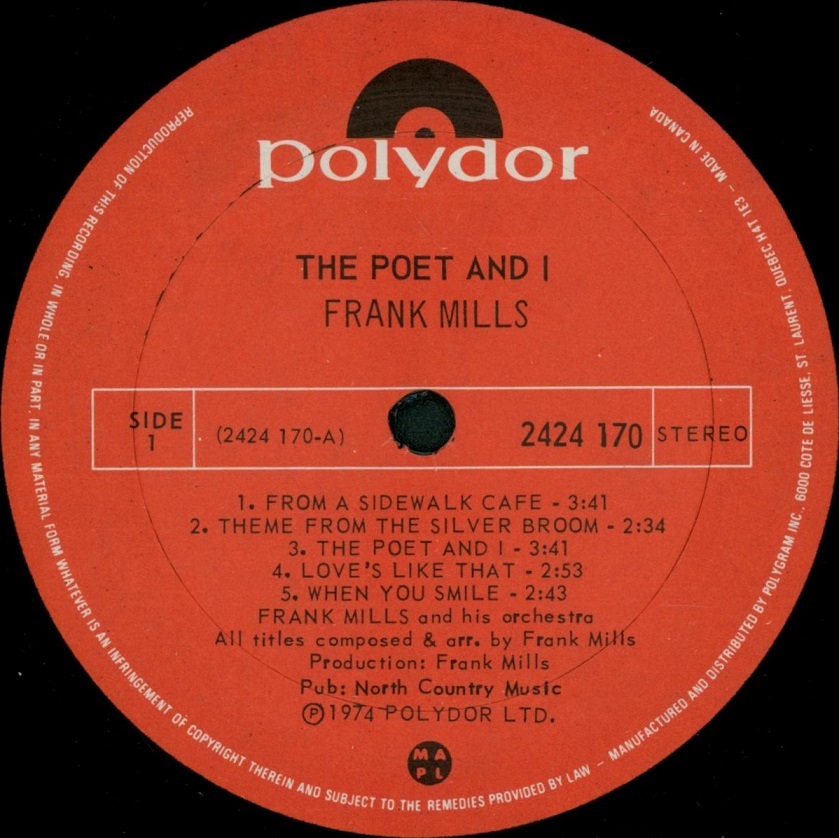 polydor
THE POET AND I
FRANK MILLS
SIDE
1
(2424 170-A)
2424 170
STEREO
1. FROM A SIDEWALK CAFE - 3:41
2. THEME FROM THE SILVER BROOM - 2:34
3. THE POET AND I - 3:41
4. LOVE'S LIKE THAT - 2:53
5. WHEN YOU SMILE - 2:43
FRANK MILLS and his orchestra
All titles composed & arr. by Frank Mills
Production: Frank Mills
Pub: North Country Music
Ⓟ1974 POLYDOR LTD.
M A
P L
REPRODUCTION OF THIS RECORDING, IN WHOLE OR IN PART, IN ANY MATERIAL FORM WHATEVER IS AN INFRINGEMENT OF COPYRIGHT THEREIN AND SUBJECT TO THE REMEDIES PROVIDED BY LAW – MANUFACTURED AND DISTRIBUTED BY POLYGRAM INC., 6000 COTE DE LIESSE, ST LAURENT, QUEBEC H4T 1E3 – MADE IN CANADA